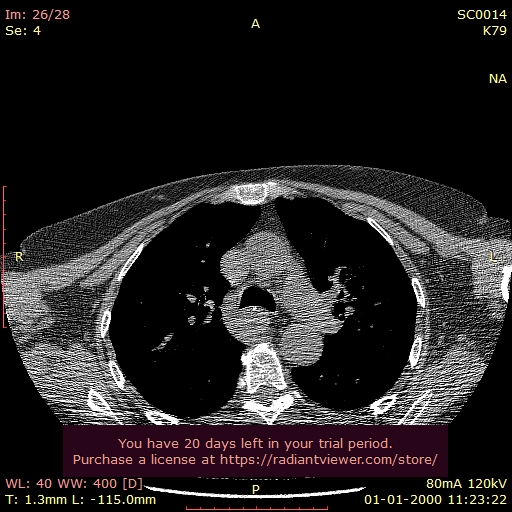 Im: 26/28
Se: 4
A
SC0014
K79
NA
R
L
You have 20 days left in your trial period.
Purchase a license at https://radiantviewer.com/store/
WL: 40 WW: 400 [D]
T: 1.3mm L: -115.0mm
P
80mA 120kV
01-01-2000 11:23:22